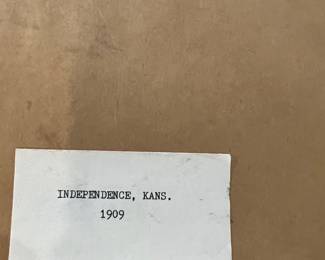 INDEPENDENCE, KANS.
1909